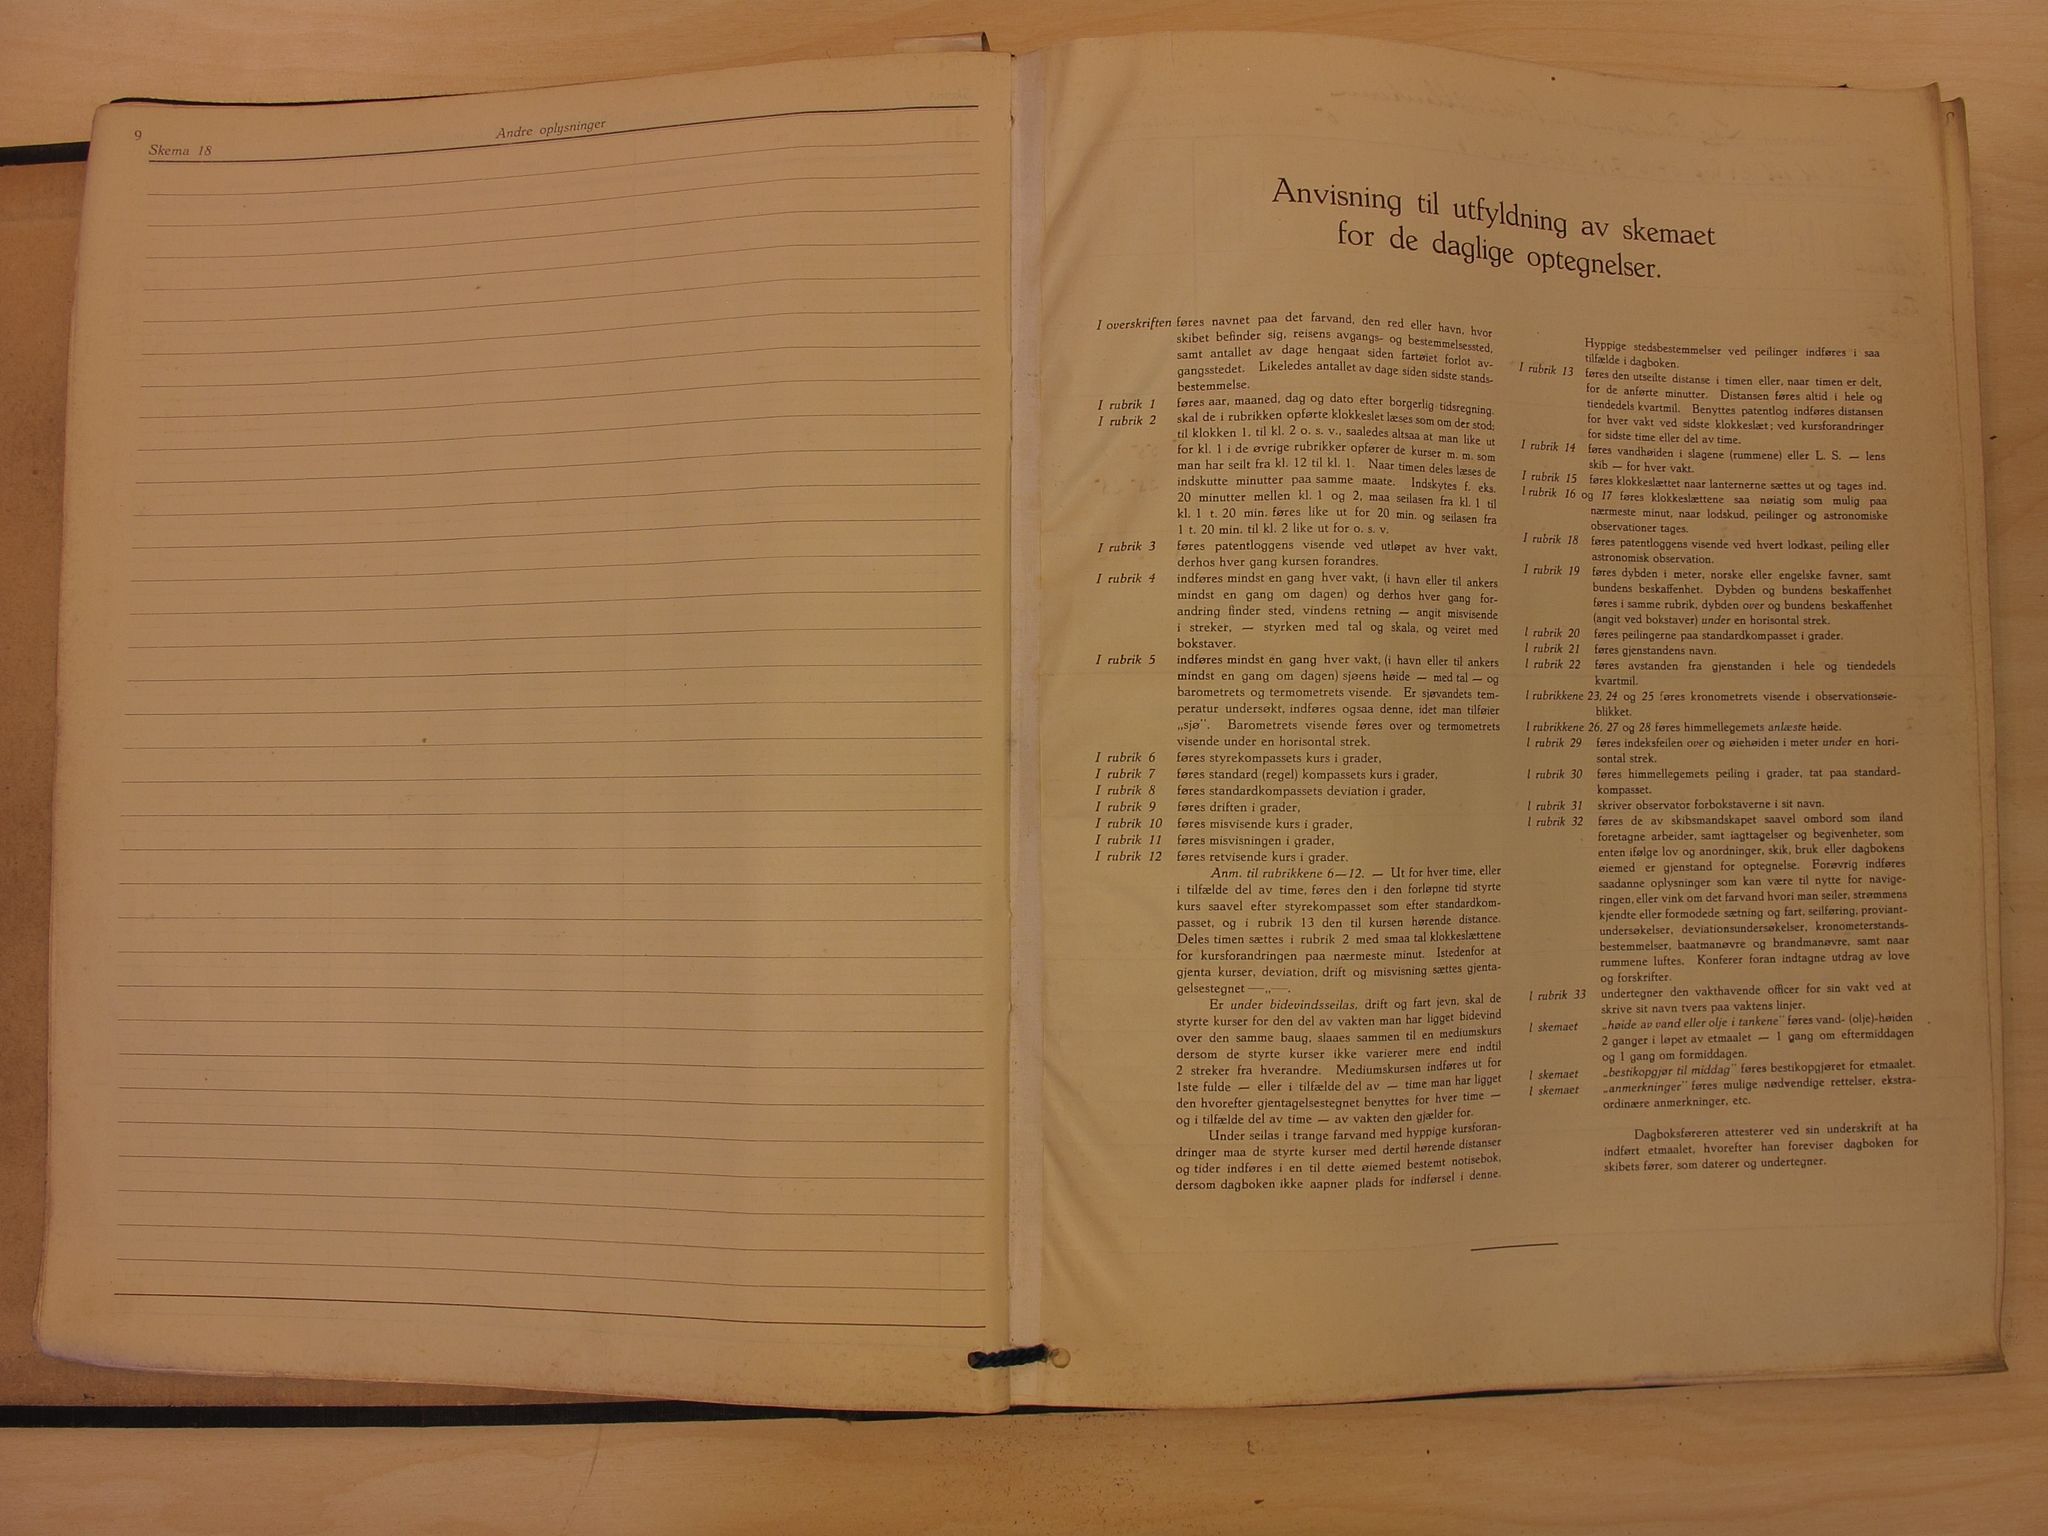 9
Andre oplysninger
Skema 18
Anvisning til utfyldning av skemaet
for de daglige optegnelser.
I overskriften føres navnet paa det farvand, den red eller havn, hvor
skibet befinder sig, reisens avgangs- og bestemmelsessted,
samt antallet av dage hengaat siden fartøiet forlot av-
gangsstedet. Likeledes antallet av dage siden sidste stands-
bestemmelse.
I rubrik 1 føres aar, maaned, dag og dato efter borgerlig tidsregning.
I rubrik 2 skal de i rubrikken opførte klokkeslet læses som om der stod:
til klokken 1, til kl. 2 o. s. v., saaledes altsaa at man like ut
for kl. 1 i de øvrige rubrikker opfører de kurser m. m. som
man har seilt fra kl. 12 til kl. 1. Naar timen deles læses de
indskutte minutter paa samme maate. Indskytes f. eks.
20 minutter mellen kl. 1 og 2, maa seilasen fra kl. 1 til
kl. 1 t. 20 min. føres like ut for 20 min. og seilasen fra
1 t. 20 min. til kl. 2 like ut for o. s. v.
I rubrik 3 føres patentloggens visende ved utløpet av hver vakt,
derhos hver gang kursen forandres.
I rubrik 4 indføres mindst en gang hver vakt, (i havn eller til ankers
mindst en gang om dagen) og derhos hver gang for-
andring finder sted, vindens retning — angit misvisende
i streker, — styrken med tal og skala, og veiret med
bokstaver.
I rubrik 5 indføres mindst en gang hver vakt, (i havn eller til ankers
mindst en gang om dagen) sjøens høide — med tal — og
barometrets og termometrets visende. Er sjøvandets tem-
peratur undersøkt, indføres ogsaa denne, idet man tilføier
„sjø". Barometrets visende føres over og termometrets
visende under en horisontal strek.
I rubrik 6 føres styrekompassets kurs i grader,
I rubrik 7 føres standard (regel) kompassets kurs i grader,
I rubrik 8 føres standardkompassets deviation i grader,
I rubrik 9 føres driften i grader,
I rubrik 10 føres misvisende kurs i grader,
I rubrik 11 føres misvisningen i grader,
I rubrik 12 føres retvisende kurs i grader.
Anm. til rubrikkene 6—12. — Ut for hver time, eller
i tilfælde del av time, føres den i den forløpne tid styrte
kurs saavel efter styrekompasset som efter standardkom-
passet, og i rubrik 13 den til kursen hørende distance.
Deles timen sættes i rubrik 2 med smaa tal klokkeslættene
for kursforandringen paa nærmeste minut. Istedenfor at
gjenta kurser, deviation, drift og misvisning sættes gjenta-
gelsestegnet —„—.
Er under bidevindsseilas, drift og fart jevn, skal de
styrte kurser for den del av vakten man har ligget bidevind
over den samme baug, slaaes sammen til en mediumskurs
dersom de styrte kurser ikke varierer mere end indtil
2 streker fra hverandre. Mediumskursen indføres ut for
1ste fulde — eller i tilfælde del av — time man har ligget
den hvorefter gjentagelsestegnet benyttes for hver time —
og i tilfælde del av time — av vakten den gjælder for.
Under seilas i trange farvand med hyppige kursforan-
dringer maa de styrte kurser med dertil hørende distanser
og tider indføres i en til dette øiemed bestemt notisebok,
dersom dagboken ikke aapner plads for indførsel i denne.
Hyppige stedsbestemmelser ved peilinger indføres i saa
tilfælde i dagboken.
I rubrik 13 føres den utseilte distanse i timen eller, naar timen er delt,
for de anførte minutter. Distansen føres altid i hele og
tiendedels kvartmil. Benyttes patentlog indføres distansen
for hver vakt ved sidste klokkeslæt; ved kursforandringer
for sidste time eller del av time.
I rubrik 14 føres vandhøiden i slagene (rummene) eller L. S. — lens
skib — for hver vakt.
I rubrik 15 føres klokkeslættet naar lanternerne sættes ut og tages ind.
I rubrik 16 og 17 føres klokkeslættene saa nøiatig som mulig paa
nærmeste minut, naar lodskud, peilinger og astronomiske
observationer tages.
I rubrik 18 føres patentloggens visende ved hvert lodkast, peiling eller
astronomisk observation.
I rubrik 19 føres dybden i meter, norske eller engelske favner, samt
bundens beskaffenhet. Dybden og bundens beskaffenhet
føres i samme rubrik, dybden over og bundens beskaffenhet
(angit ved bokstaver) under en horisontal strek.
I rubrik 20 føres peilingerne paa standardkompasset i grader.
I rubrik 21 føres gjenstandens navn.
I rubrik 22 føres avstanden fra gjenstanden i hele og tiendedels
kvartmil.
I rubrikkene 23, 24 og 25 føres kronometrets visende i observationsøie-
blikket.
I rubrikkene 26, 27 og 28 føres himmellegemets anlæste høide.
I rubrik 29 føres indeksfeilen over og øiehøiden i meter under en hori-
sontal strek.
I rubrik 30 føres himmellegemets peiling i grader, tat paa standard-
kompasset.
I rubrik 31 skriver observator forbokstaverne i sit navn.
I rubrik 32 føres de av skibsmandskapet saavel ombord som iland
foretagne arbeider, samt iagttagelser og begivenheter, som
enten ifølge lov og anordninger, skik, bruk eller dagbokens
øiemed er gjenstand for optegnelse. Forøvrig indføres
saadanne oplysninger som kan være til nytte for navige-
ringen, eller vink om det farvand hvori man seiler, strømmens
kjendte eller formodede sætning og fart, seilføring, proviant-
undersøkelser, deviationsundersøkelser, kronometerstands-
bestemmelser, baatmanøvre og brandmanøvre, samt naar
rummene luftes. Konferer foran indtagne utdrag av love
og forskrifter.
I rubrik 33 undertegner den vakthavende officer for sin vakt ved at
skrive sit navn tvers paa vaktens linjer.
I skemaet „høide av vand eller olje i tankene" føres vand- (olje)-høiden
2 ganger i løpet av etmaalet — 1 gang om eftermiddagen
og 1 gang om formiddagen.
I skemaet „bestikopgjør til middag" føres bestikopgjøret for etmaalet.
I skemaet „anmerkninger" føres mulige nødvendige rettelser, ekstra-
ordinære anmerkninger, etc.
Dagboksføreren attesterer ved sin underskrift at ha
indført etmaalet, hvorefter han foreviser dagboken for
skibets fører, som daterer og undertegner.